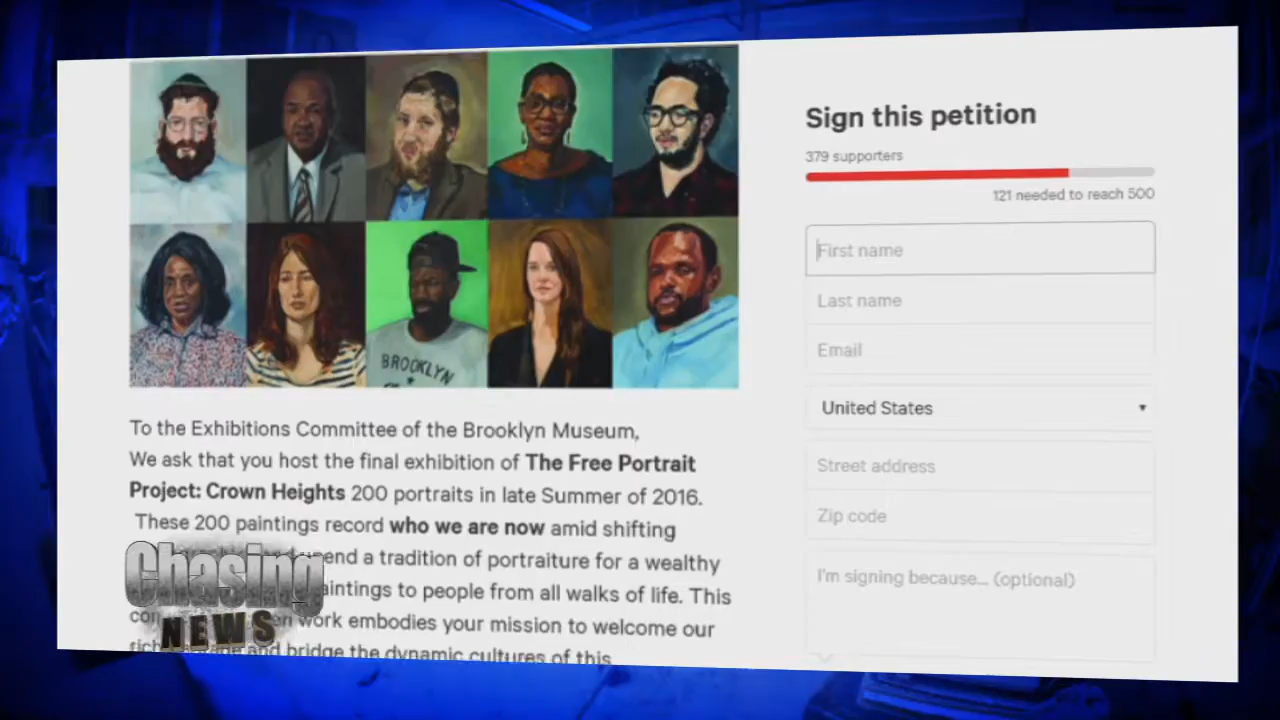 Sign this petition
379 supporters
121 needed to reach 500
First name
Last name
Email
United States
Street address
Zip code
I'm signing because... (optional)
BROOKLYN
To the Exhibitions Committee of the Brooklyn Museum,
We ask that you host the final exhibition of The Free Portrait
Project: Crown Heights 200 portraits in late Summer of 2016.
These 200 paintings record who we are now amid shifting
a tradition of portraiture for a wealthy
to people from all walks of life. This
work embodies your mission to welcome our
and bridge the dynamic cultures of this
Chasing
NEWS